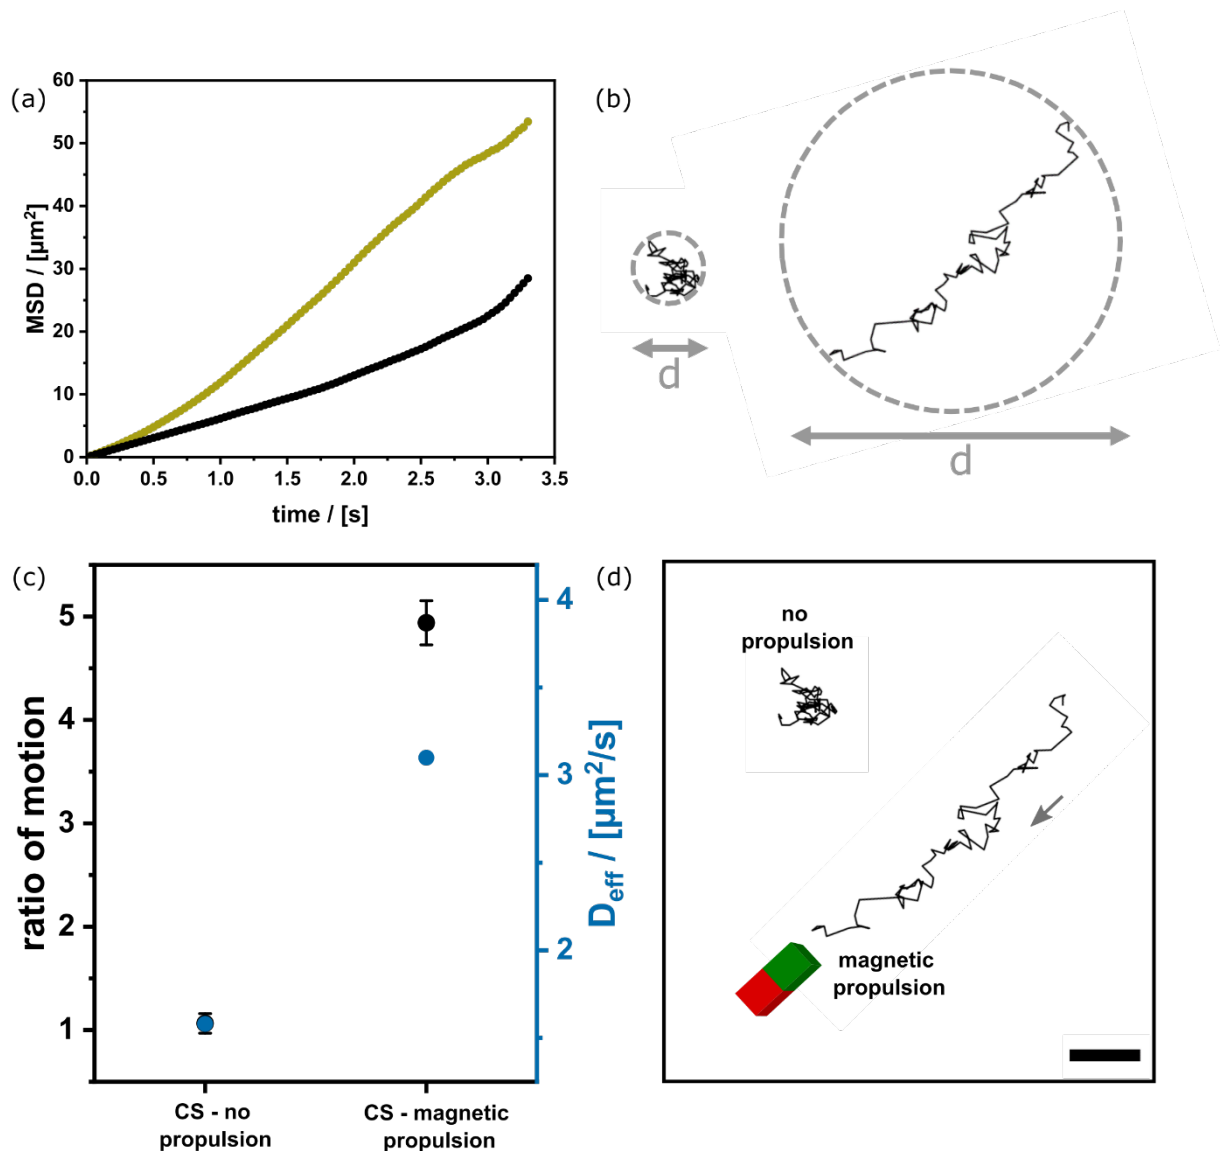 (a)
60
50
40
30
20
10
0
MSD / [µm²]
0.0 0.5 1.0 1.5 2.0 2.5 3.0 3.5
time / [s]
(b)
d
d
(c)
5
4
3
2
1
ratio of motion
4
3
2
D_eff / [µm²/s]
CS - no
propulsion
CS - magnetic
propulsion
(d)
no
propulsion
magnetic
propulsion